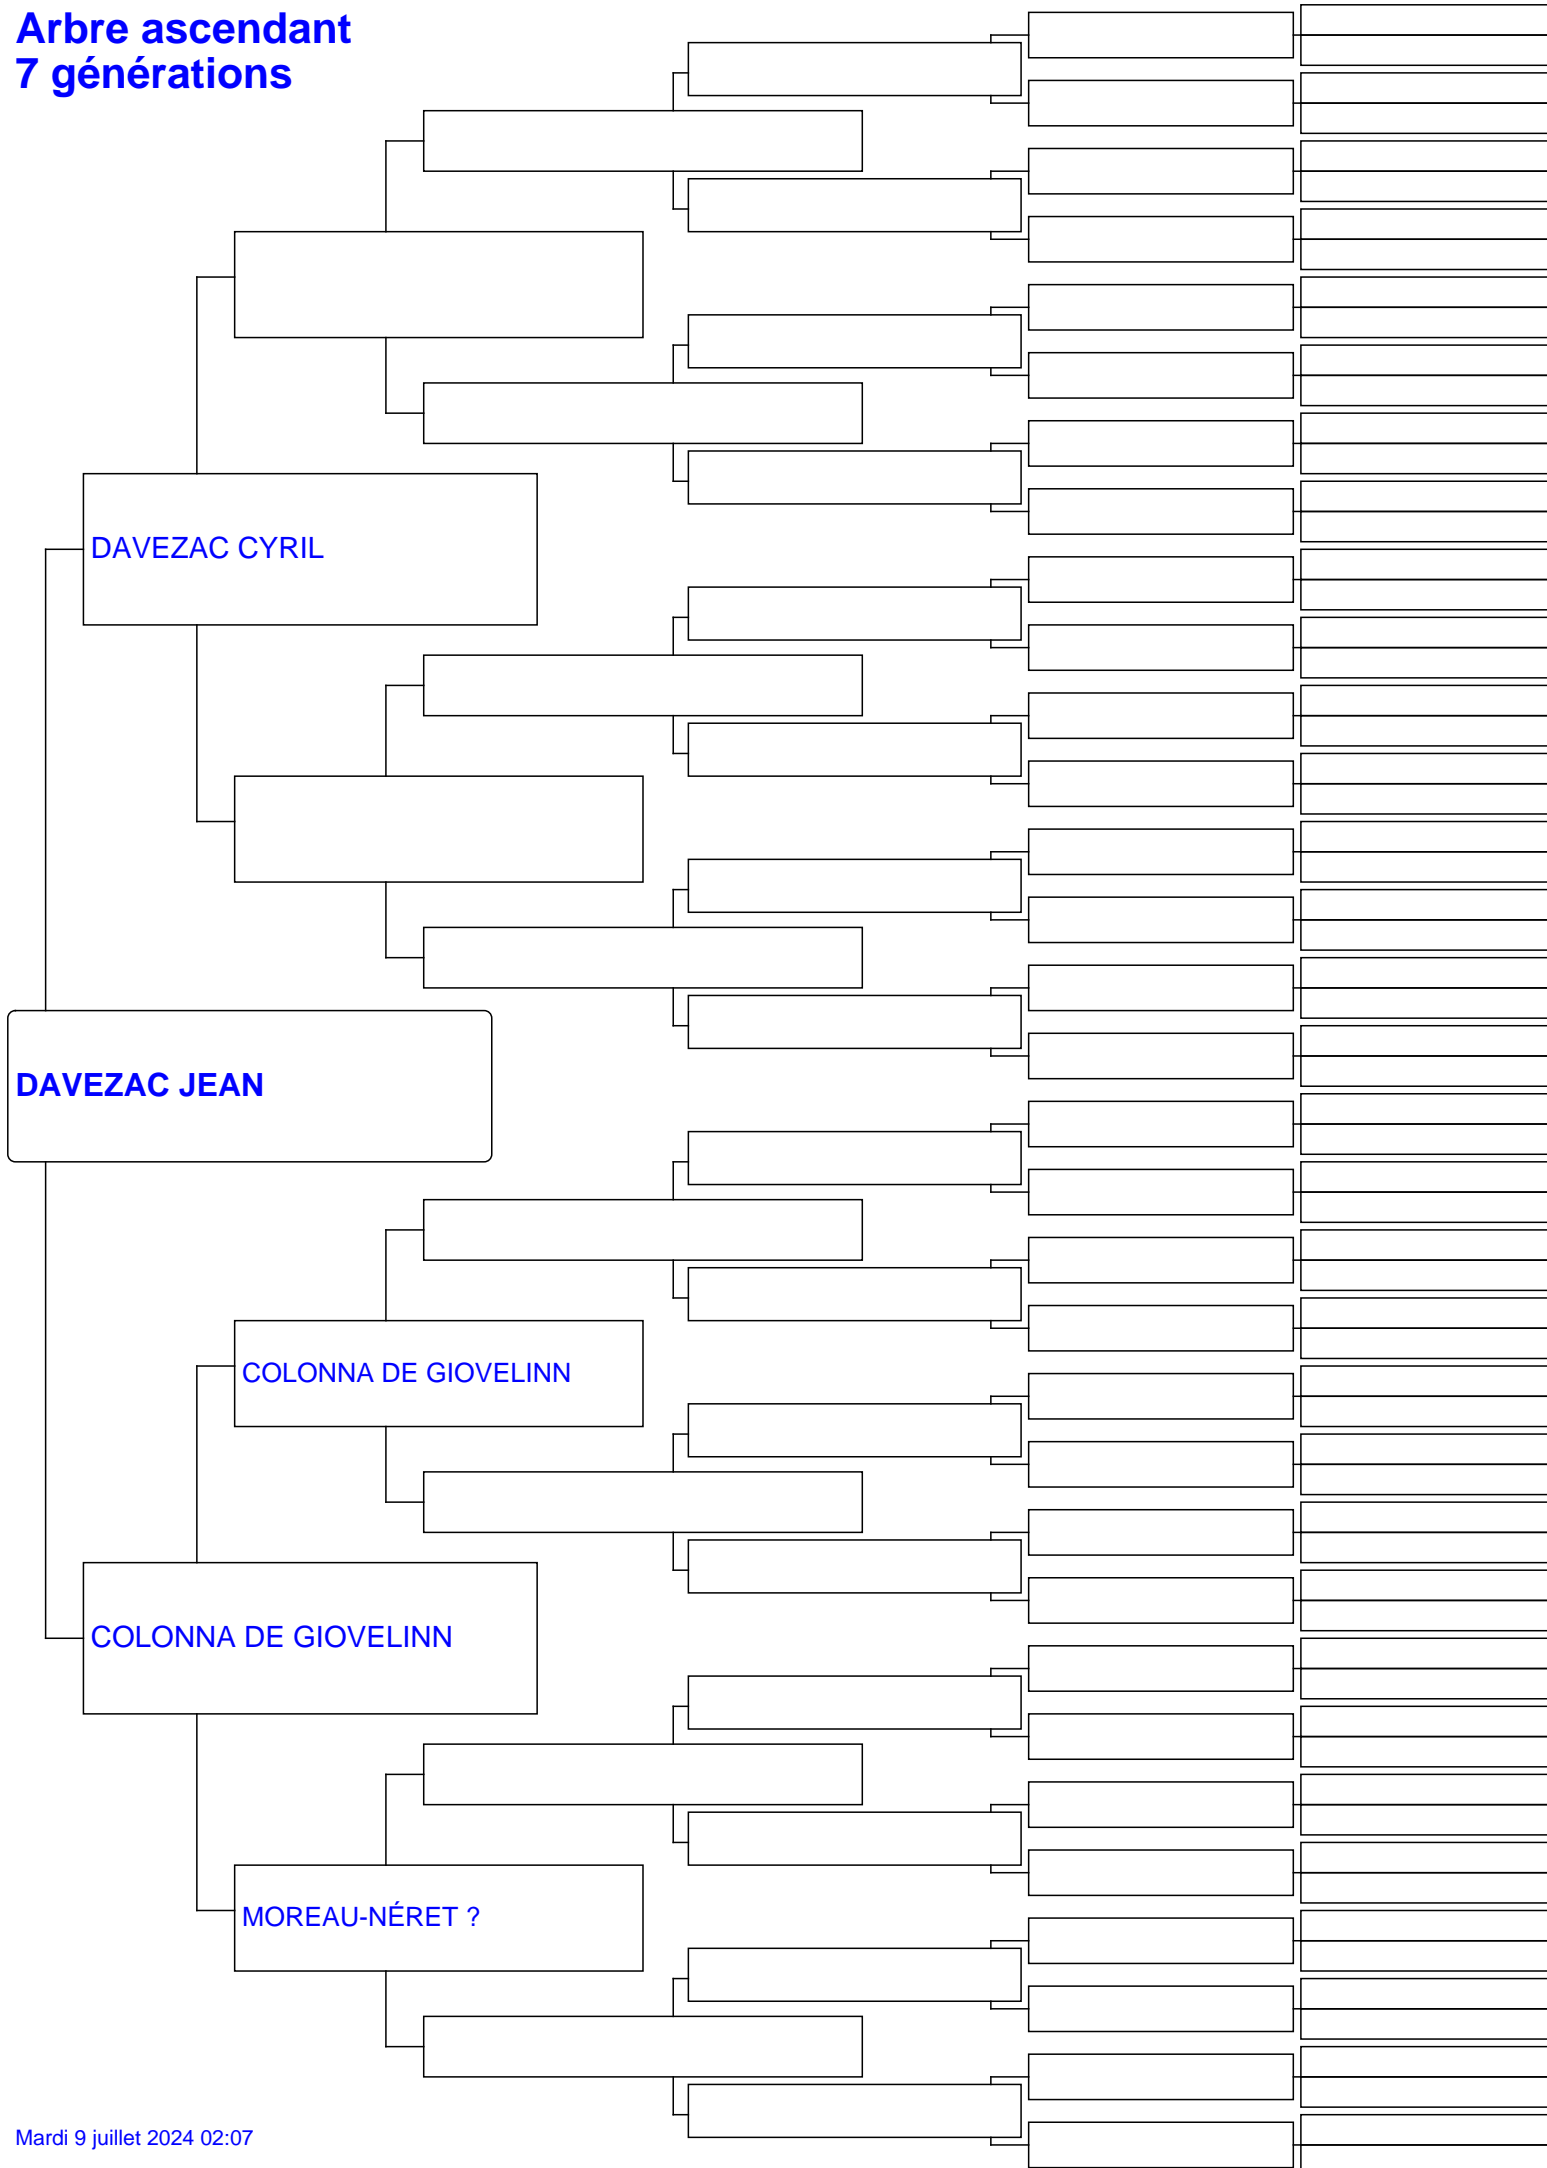 Arbre ascendant
7 générations
DAVEZAC CYRIL
DAVEZAC JEAN
COLONNA DE GIOVELINN
COLONNA DE GIOVELINN
MOREAU-NÉRET ?
Mardi 9 juillet 2024 02:07